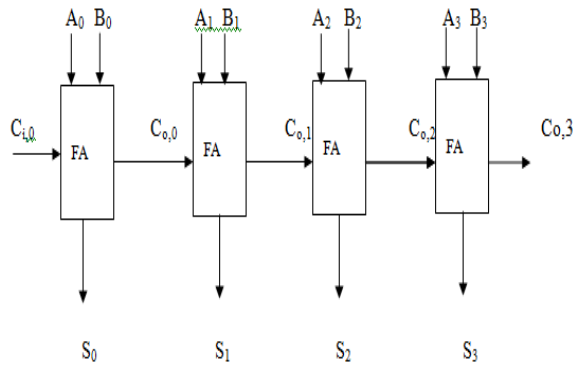 A₀ B₀ A₁ B₁ A₂ B₂ A₃ B₃
Cᵢ,₀ Cₒ,₀ Cₒ,₁ Cₒ,₂ Co,3
FA FA FA FA
S₀ S₁ S₂ S₃